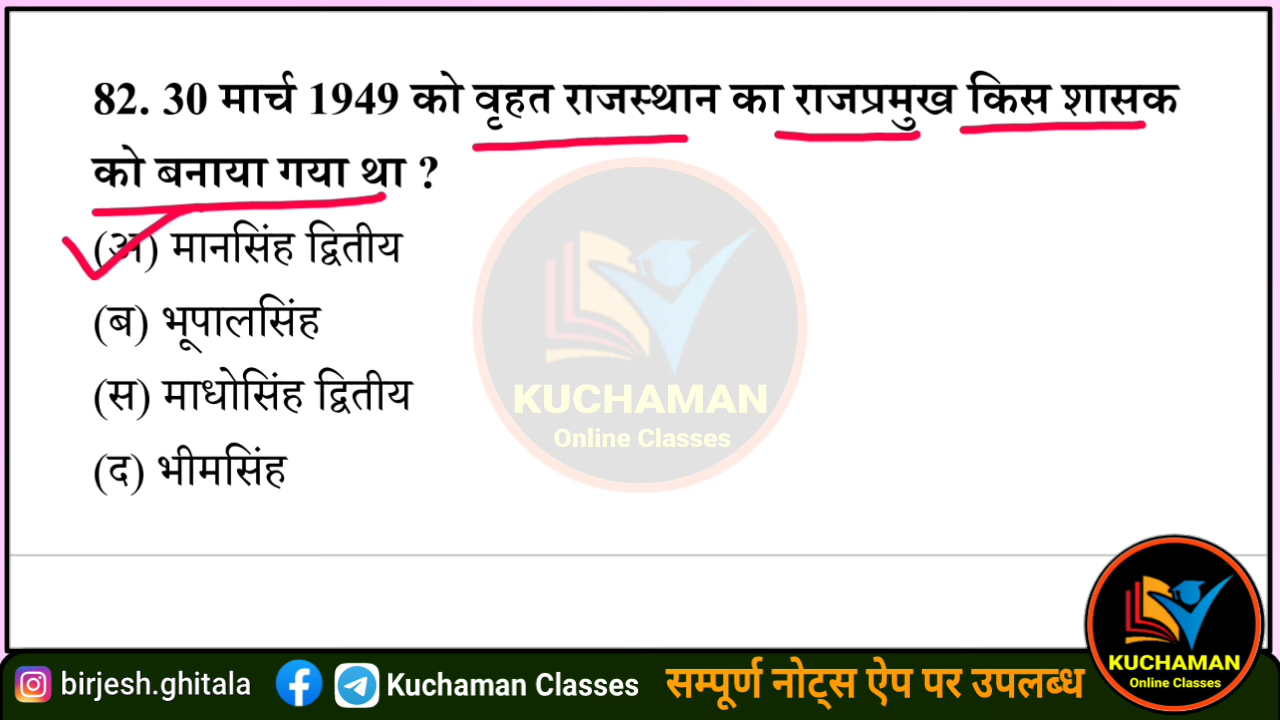 82. 30 मार्च 1949 को वृहत राजस्थान का राजप्रमुख किस शासक
को बनाया गया था ?
(अ) मानसिंह द्वितीय
(ब) भूपालसिंह
(स) माधोसिंह द्वितीय
(द) भीमसिंह
KUCHAMAN
Online Classes
KUCHAMAN
Online Classes
birjesh.ghitala Kuchaman Classes सम्पूर्ण नोट्स ऐप पर उपलब्ध